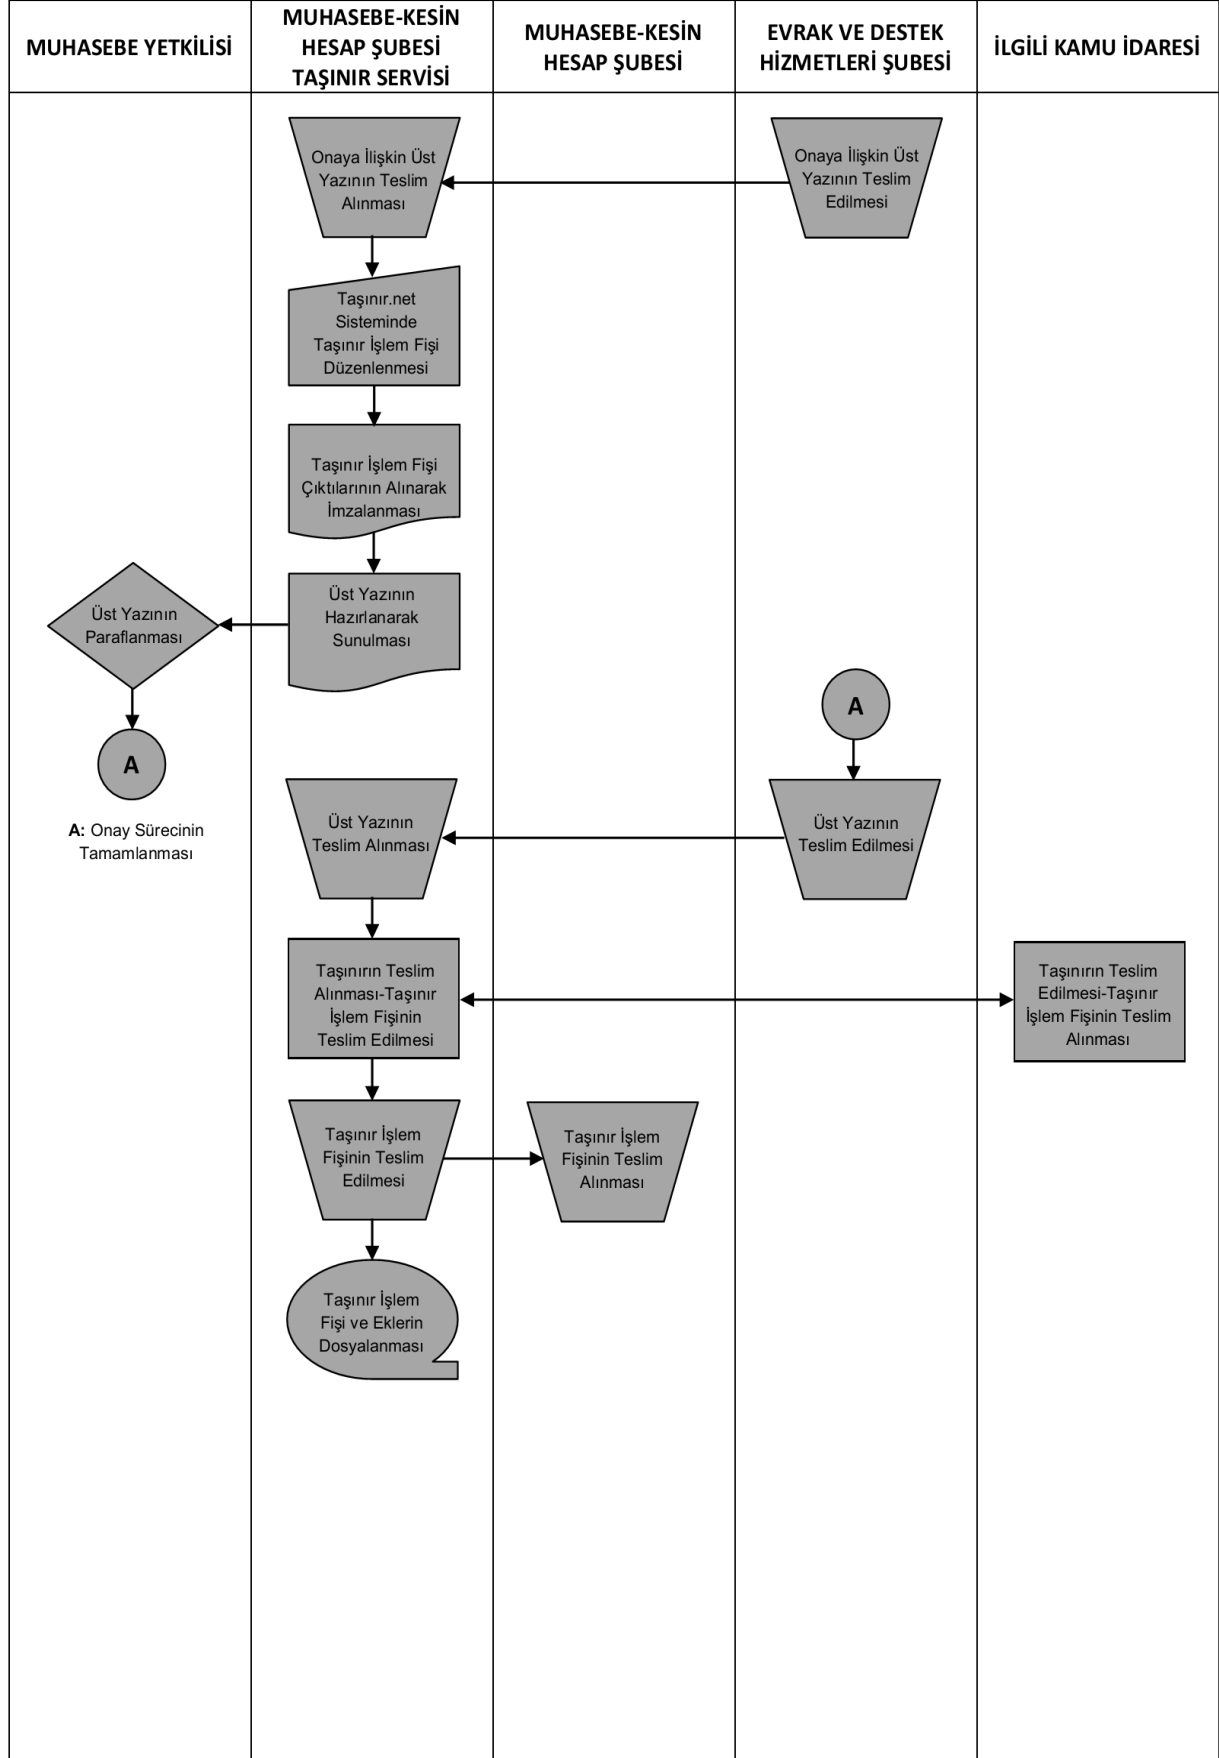 MUHASEBE YETKİLİSİ
MUHASEBE-KESİN
HESAP ŞUBESİ
TAŞINIR SERVİSİ
MUHASEBE-KESİN
HESAP ŞUBESİ
EVRAK VE DESTEK
HİZMETLERİ ŞUBESİ
İLGİLİ KAMU İDARESİ
Onaya İlişkin Üst
Yazının Teslim
Alınması
Onaya İlişkin Üst
Yazının Teslim
Edilmesi
Taşınır.net
Sisteminde
Taşınır İşlem Fişi
Düzenlenmesi
Taşınır İşlem Fişi
Çıktılarının Alınarak
İmzalanması
Üst Yazının
Hazırlanarak
Sunulması
Üst Yazının
Paraflanması
A
A: Onay Sürecinin
Tamamlanması
A
Üst Yazının
Teslim Edilmesi
Üst Yazının
Teslim Alınması
Taşınırın Teslim
Alınması-Taşınır
İşlem Fişinin
Teslim Edilmesi
Taşınırın Teslim
Edilmesi-Taşınır
İşlem Fişinin Teslim
Alınması
Taşınır İşlem
Fişinin Teslim
Edilmesi
Taşınır İşlem
Fişinin Teslim
Alınması
Taşınır İşlem
Fişi ve Eklerin
Dosyalanması